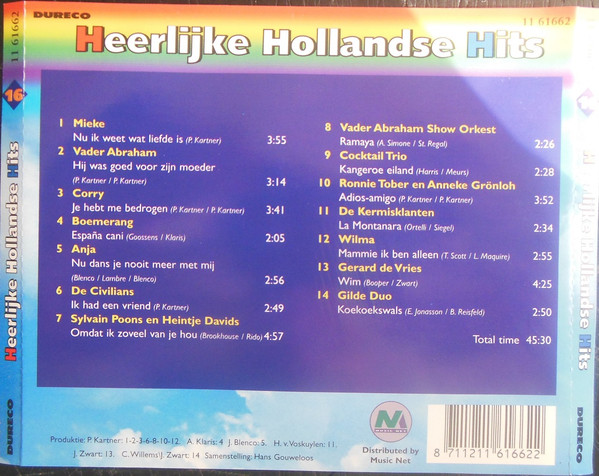 DURECO
11 61662
Heerlijke Hollandse Hits
1 Mieke
Nu ik weet wat liefde is (P. Kartner) 3:55
2 Vader Abraham
Hij was goed voor zijn moeder
(P. Kartner / P. Kartner) 3:14
3 Corry
Je hebt me bedrogen (P. Kartner / P. Kartner) 3:41
4 Boemerang
España cani (Goossens / Klaris) 2:05
5 Anja
Nu dans je nooit meer met mij
(Blenco / Lambre / Blenco) 2:56
6 De Civilians
Ik had een vriend (P. Kartner) 2:49
7 Sylvain Poons en Heintje Davids
Omdat ik zoveel van je hou (Brookhouse / Rido) 4:57
8 Vader Abraham Show Orkest
Ramaya (A. Simone / St. Regal) 2:26
9 Cocktail Trio
Kangeroe eiland (Harris / Meurs) 2:28
10 Ronnie Tober en Anneke Grönloh
Adios-amigo (P. Kartner / P. Kartner) 3:52
11 De Kermisklanten
La Montanara (Ortelli / Siegel) 2:34
12 Wilma
Mammie ik ben alleen (T. Scott / L. Maquire) 2:55
13 Gerard de Vries
Wim (Booper / Zwart) 4:25
14 Gilde Duo
Koekoekswals (E. Jonasson / B. Reisfeld) 2:50
Total time 45:30
Produktie: P. Kartner: 1-2-3-6-8-10-12. A. Klaris: 4 J. Blenco: 5. H. v. Voskuylen: 11.
J. Zwart: 13. C. Willems/J. Zwart: 14 Samenstelling: Hans Gouweloos
M
MUSIC NET
Distributed by
Music Net
8 711211 616622
11 61662
16
Heerlijke Hollandse Hits
DURECO
Hollandse Hits
DURECO